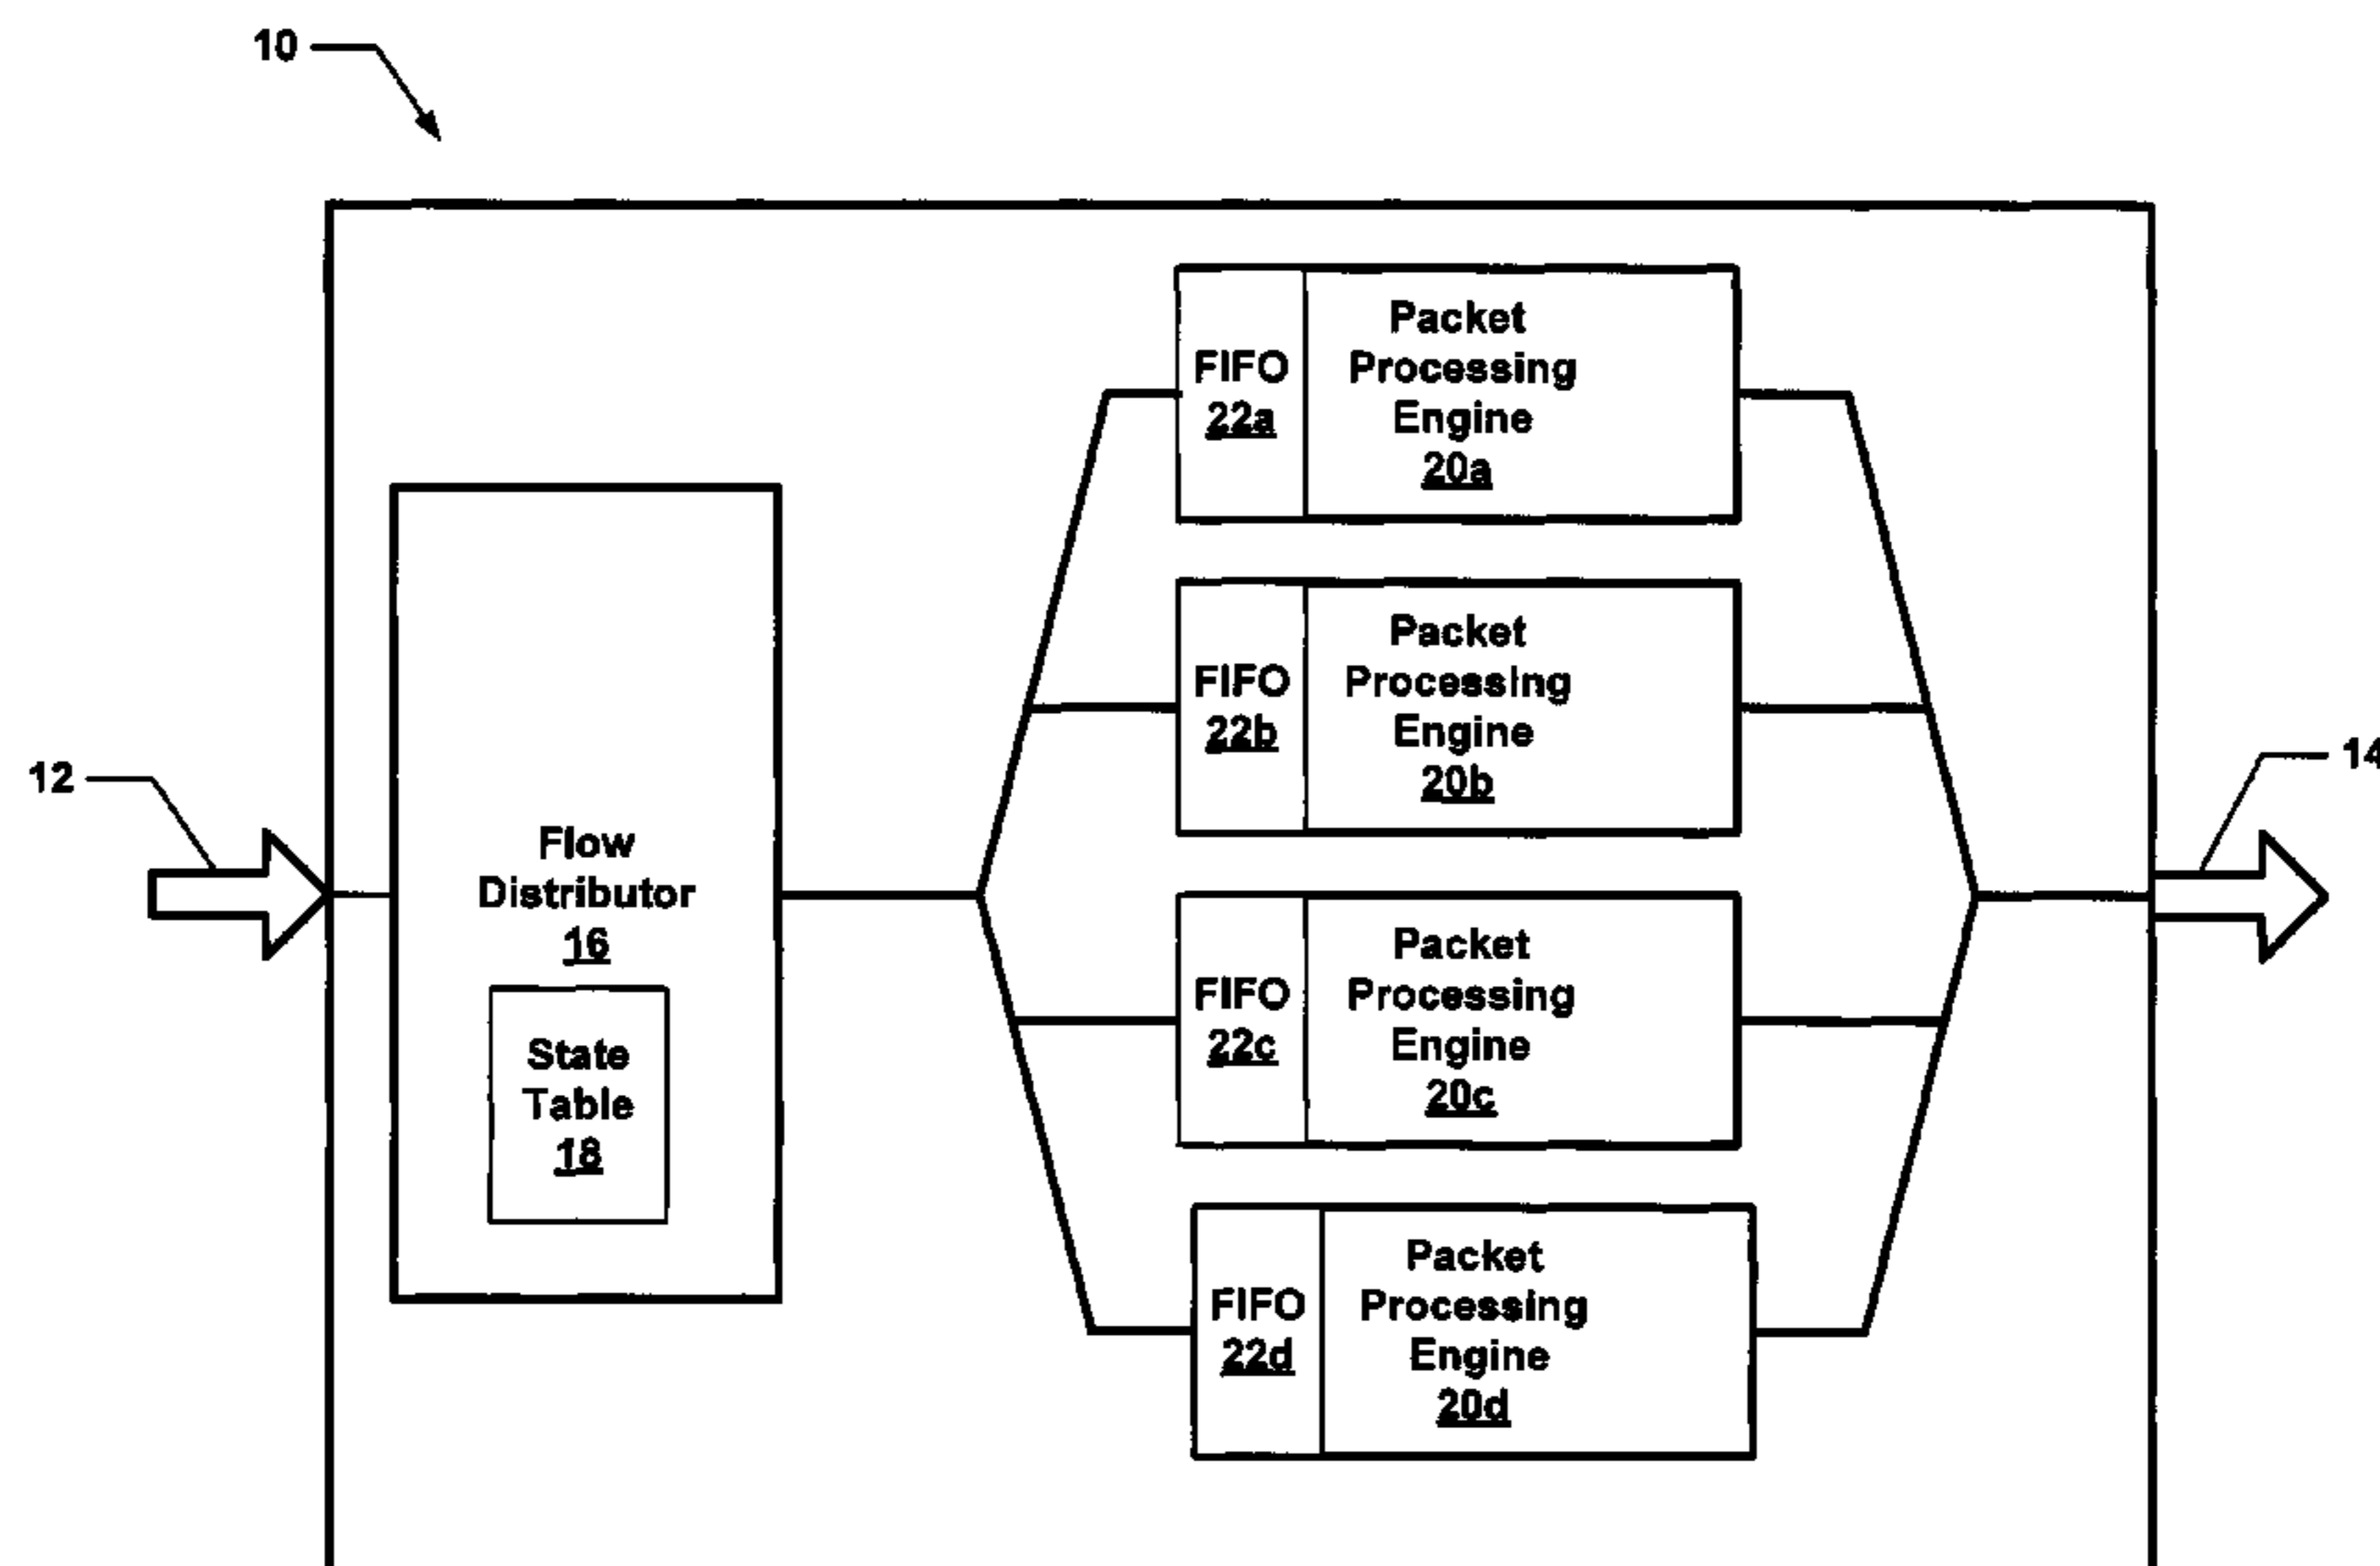 10
FIFO
22a
Packet
Processing
Engine
20a
FIFO
22b
Packet
Processing
Engine
20b
12
14
Flow
Distributor
16
State
Table
18
FIFO
22c
Packet
Processing
Engine
20c
FIFO
22d
Packet
Processing
Engine
20d